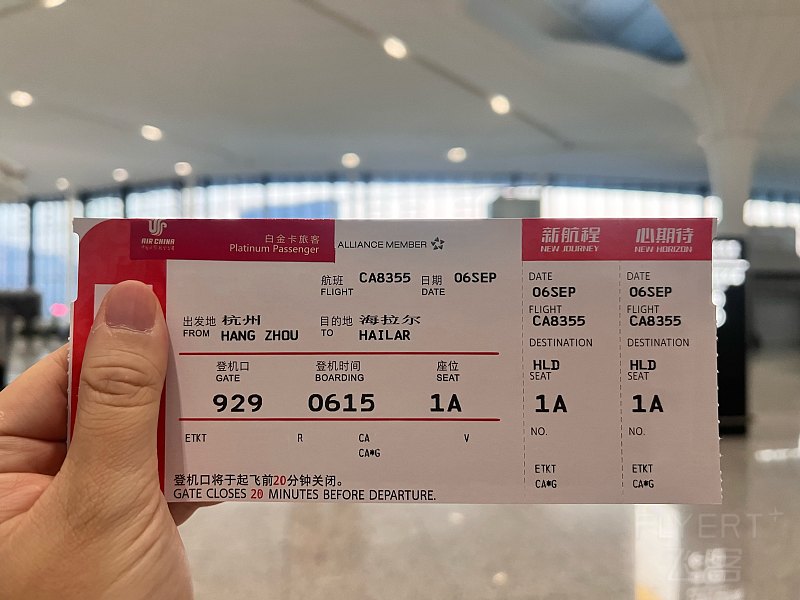 AIR CHINA
白金卡旅客
Platinum Passenger
ALLIANCE MEMBER
新航程 心期待
NEW JOURNEY NEW HORIZON
航班 CA8355 日期 06SEP
FLIGHT DATE
出发地 杭州 目的地 海拉尔
FROM HANG ZHOU TO HAILAR
登机口 登机时间 座位
GATE BOARDING SEAT
929 0615 1A
ETKT R CA V
CA*G
登机口将于起飞前20分钟关闭。
GATE CLOSES 20 MINUTES BEFORE DEPARTURE.
DATE
06SEP
FLIGHT
CA8355
DESTINATION
HLD
SEAT
1A
NO.
ETKT
CA*G
DATE
06SEP
FLIGHT
CA8355
DESTINATION
HLD
SEAT
1A
NO.
ETKT
CA*G
FLYERT+
飞客